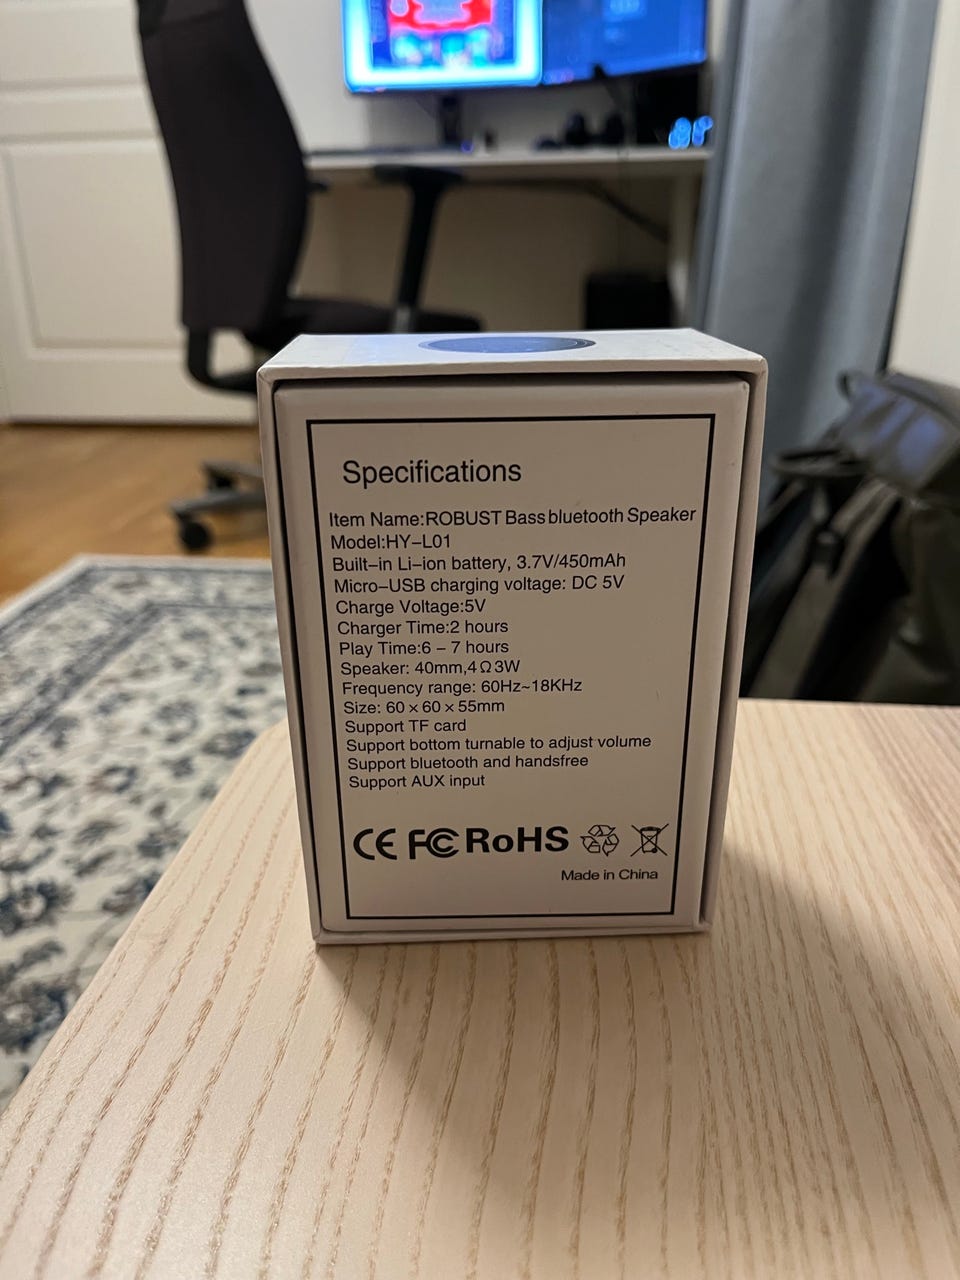 Specifications
Item Name:ROBUST Bass bluetooth Speaker
Model:HY-L01
Built-in Li-ion battery, 3.7V/450mAh
Micro-USB charging voltage: DC 5V
Charge Voltage:5V
Charger Time:2 hours
Play Time:6 - 7 hours
Speaker: 40mm,4Ω3W
Frequency range: 60Hz~18KHz
Size: 60×60×55mm
Support TF card
Support bottom turnable to adjust volume
Support bluetooth and handsfree
Support AUX input
CE FC RoHS
Made in China